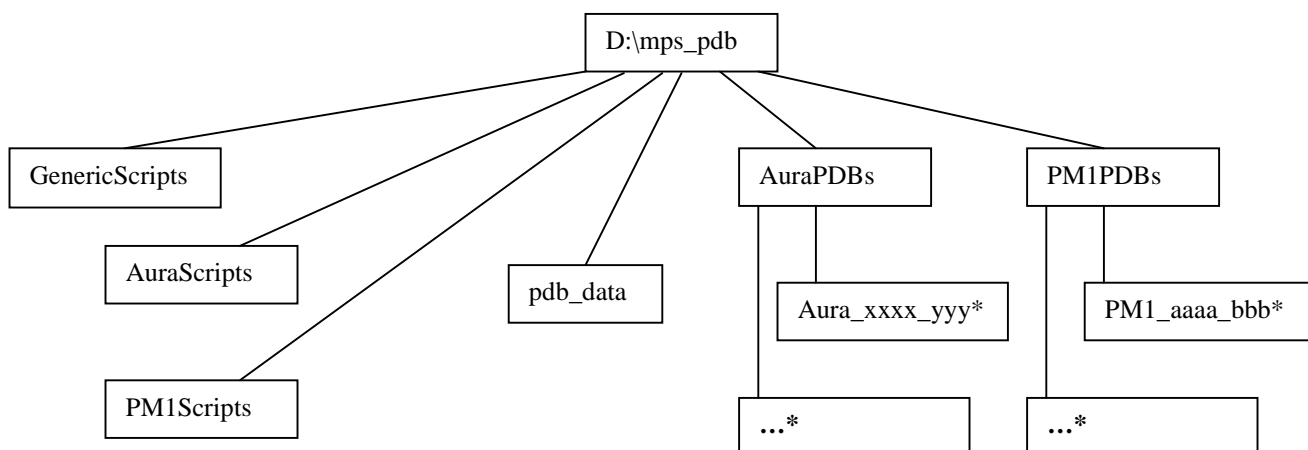 D:\mps_pdb
GenericScripts
AuraPDBs
PM1PDBs
AuraScripts
pdb_data
Aura_xxxx_yyy*
PM1_aaaa_bbb*
PM1Scripts
...*
...*